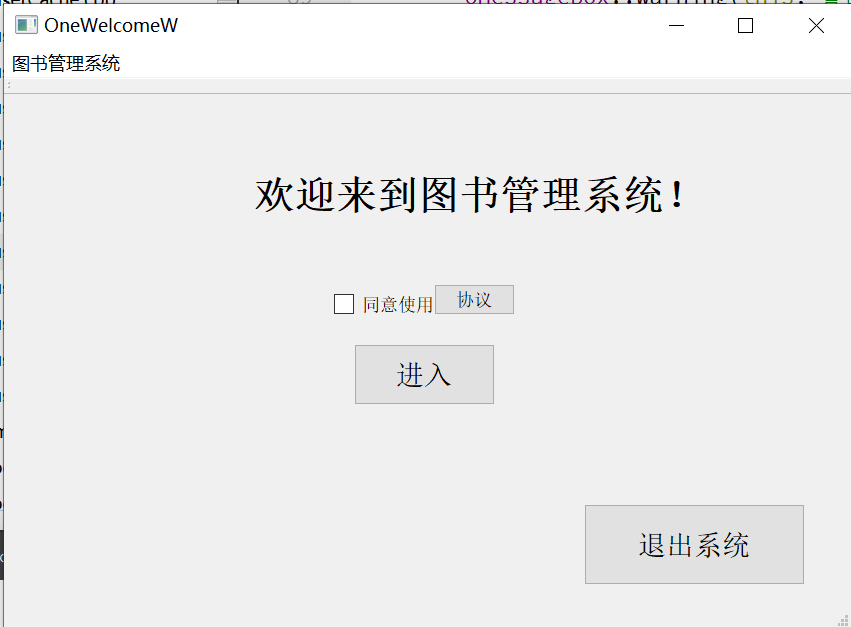 OneWelcomeW
图书管理系统
欢迎来到图书管理系统！
同意使用 协议
进入
退出系统